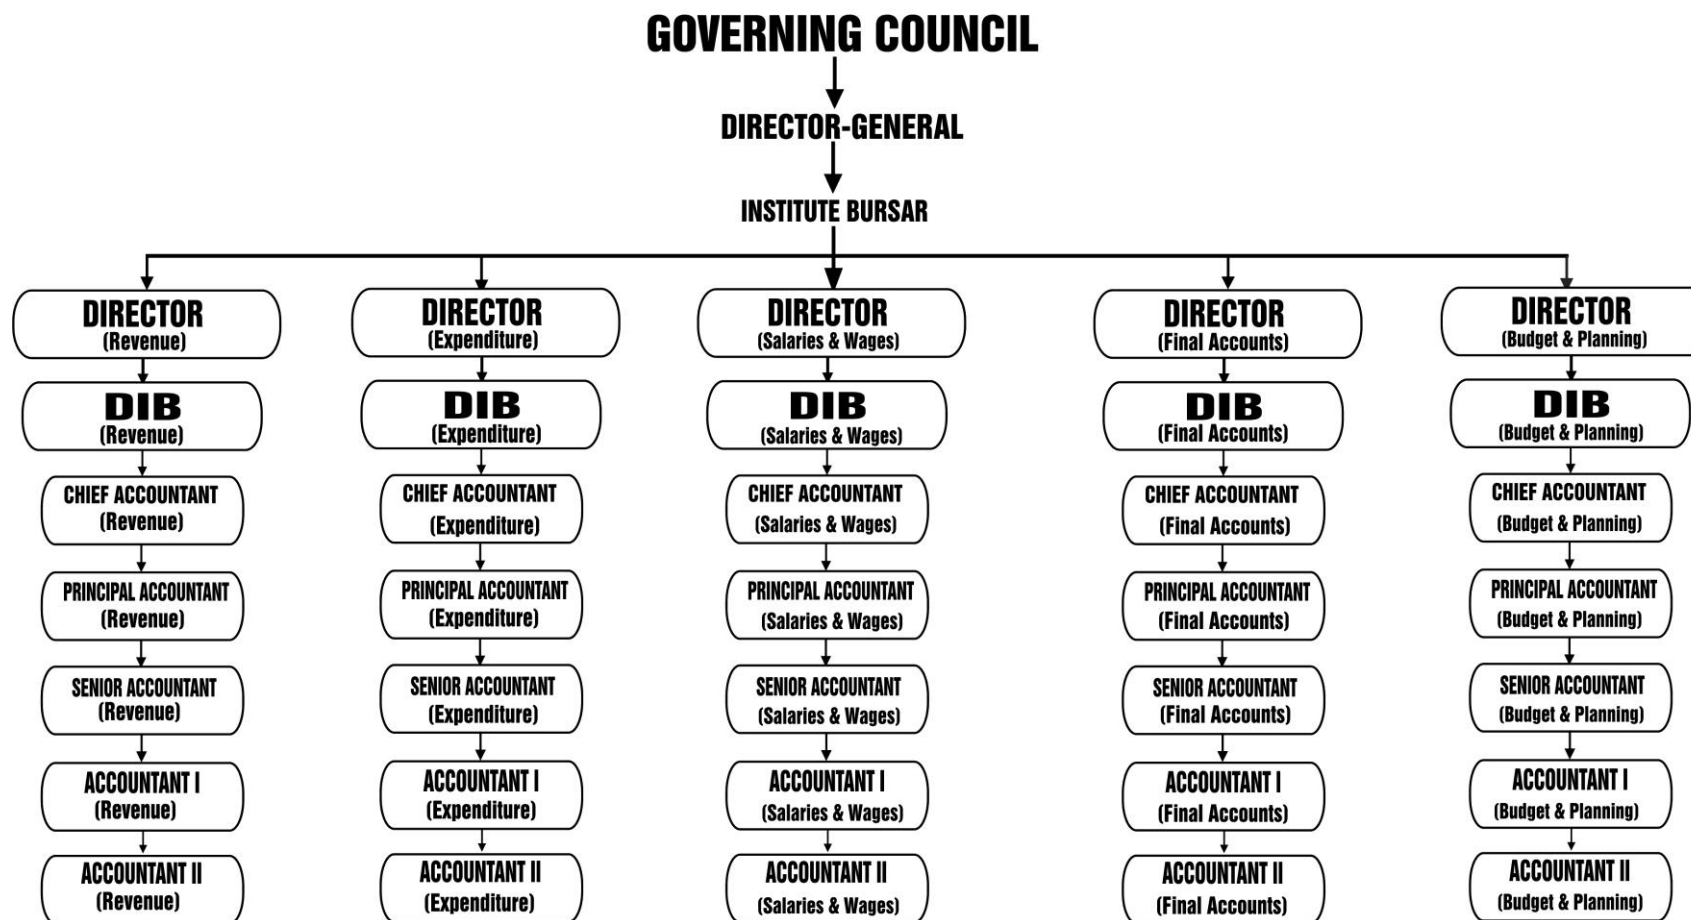 GOVERNING COUNCIL
DIRECTOR-GENERAL
INSTITUTE BURSAR
DIRECTOR
(Revenue)
DIRECTOR
(Expenditure)
DIRECTOR
(Salaries & Wages)
DIRECTOR
(Final Accounts)
DIRECTOR
(Budget & Planning)
DIB
(Revenue)
DIB
(Expenditure)
DIB
(Salaries & Wages)
DIB
(Final Accounts)
DIB
(Budget & Planning)
CHIEF ACCOUNTANT
(Revenue)
CHIEF ACCOUNTANT
(Expenditure)
CHIEF ACCOUNTANT
(Salaries & Wages)
CHIEF ACCOUNTANT
(Final Accounts)
CHIEF ACCOUNTANT
(Budget & Planning)
PRINCIPAL ACCOUNTANT
(Revenue)
PRINCIPAL ACCOUNTANT
(Expenditure)
PRINCIPAL ACCOUNTANT
(Salaries & Wages)
PRINCIPAL ACCOUNTANT
(Final Accounts)
PRINCIPAL ACCOUNTANT
(Budget & Planning)
SENIOR ACCOUNTANT
(Revenue)
SENIOR ACCOUNTANT
(Expenditure)
SENIOR ACCOUNTANT
(Salaries & Wages)
SENIOR ACCOUNTANT
(Final Accounts)
SENIOR ACCOUNTANT
(Budget & Planning)
ACCOUNTANT I
(Revenue)
ACCOUNTANT I
(Expenditure)
ACCOUNTANT I
(Salaries & Wages)
ACCOUNTANT I
(Final Accounts)
ACCOUNTANT I
(Budget & Planning)
ACCOUNTANT II
(Revenue)
ACCOUNTANT II
(Expenditure)
ACCOUNTANT II
(Salaries & Wages)
ACCOUNTANT II
(Final Accounts)
ACCOUNTANT II
(Budget & Planning)